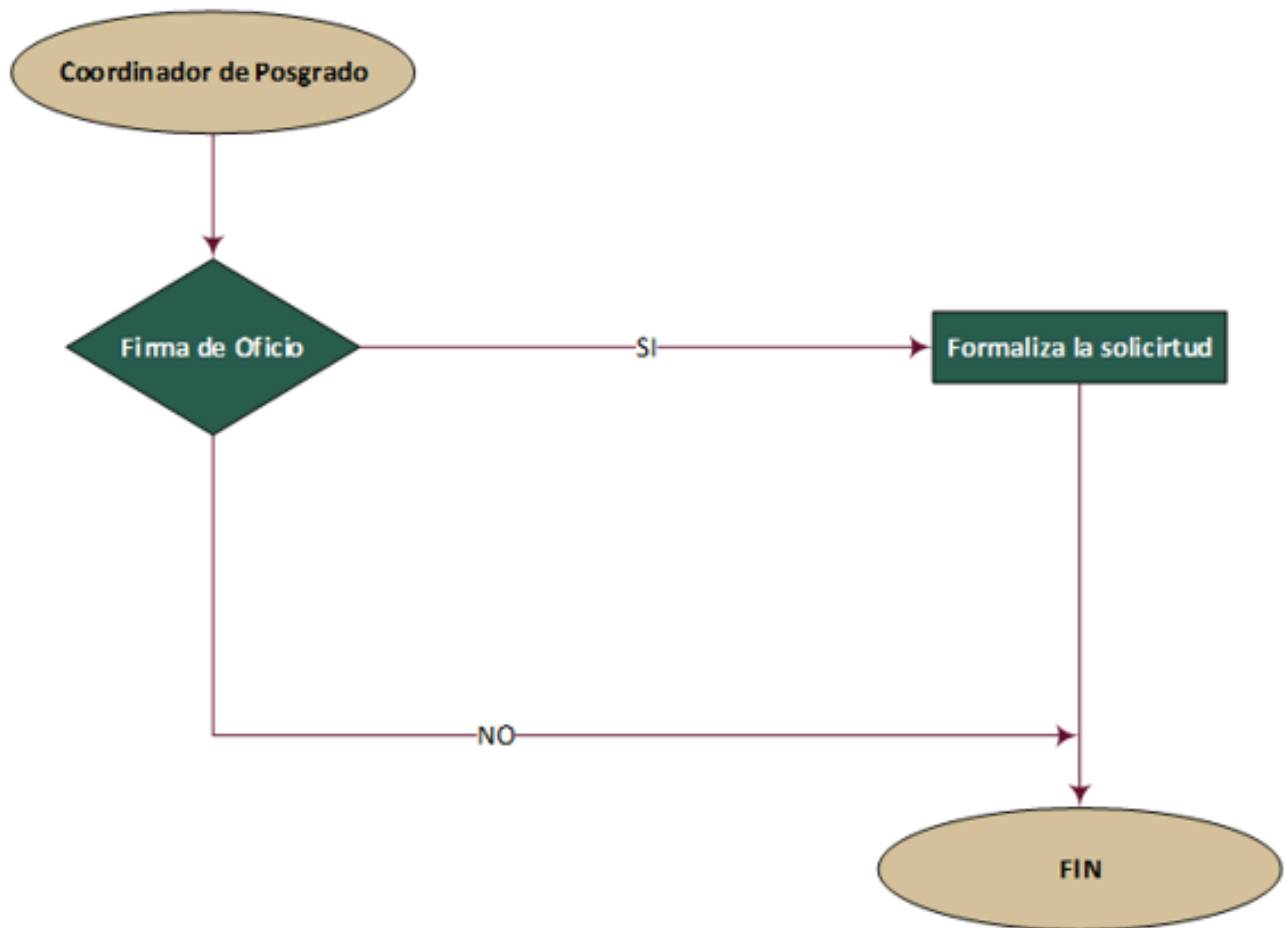 Coordinador de Posgrado
Firma de Oficio
SI
Formaliza la solicirtud
NO
FIN